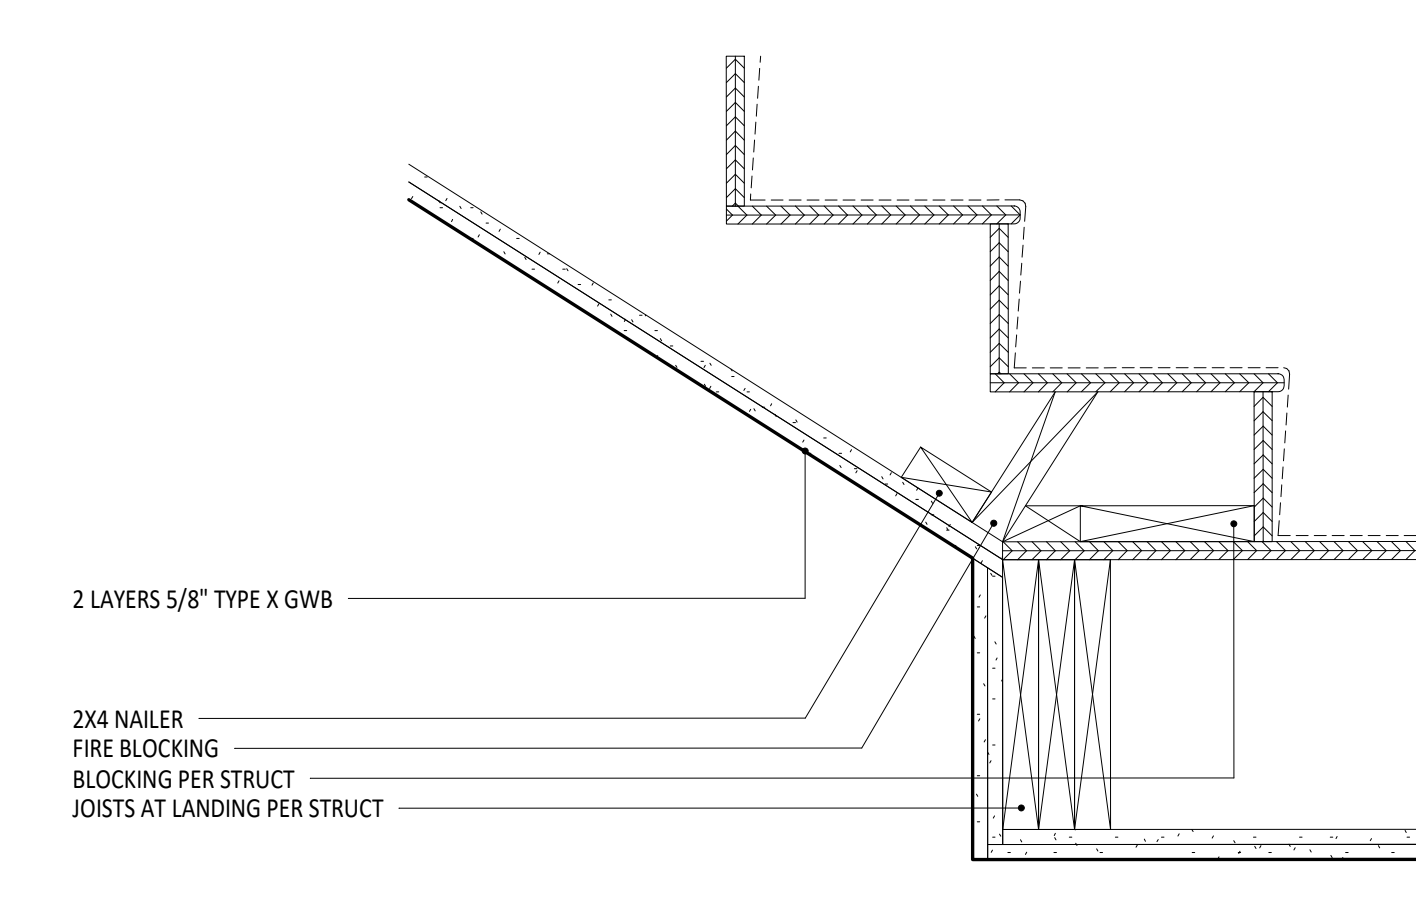 2 LAYERS 5/8" TYPE X GWB
2X4 NAILER
FIRE BLOCKING
BLOCKING PER STRUCT
JOISTS AT LANDING PER STRUCT